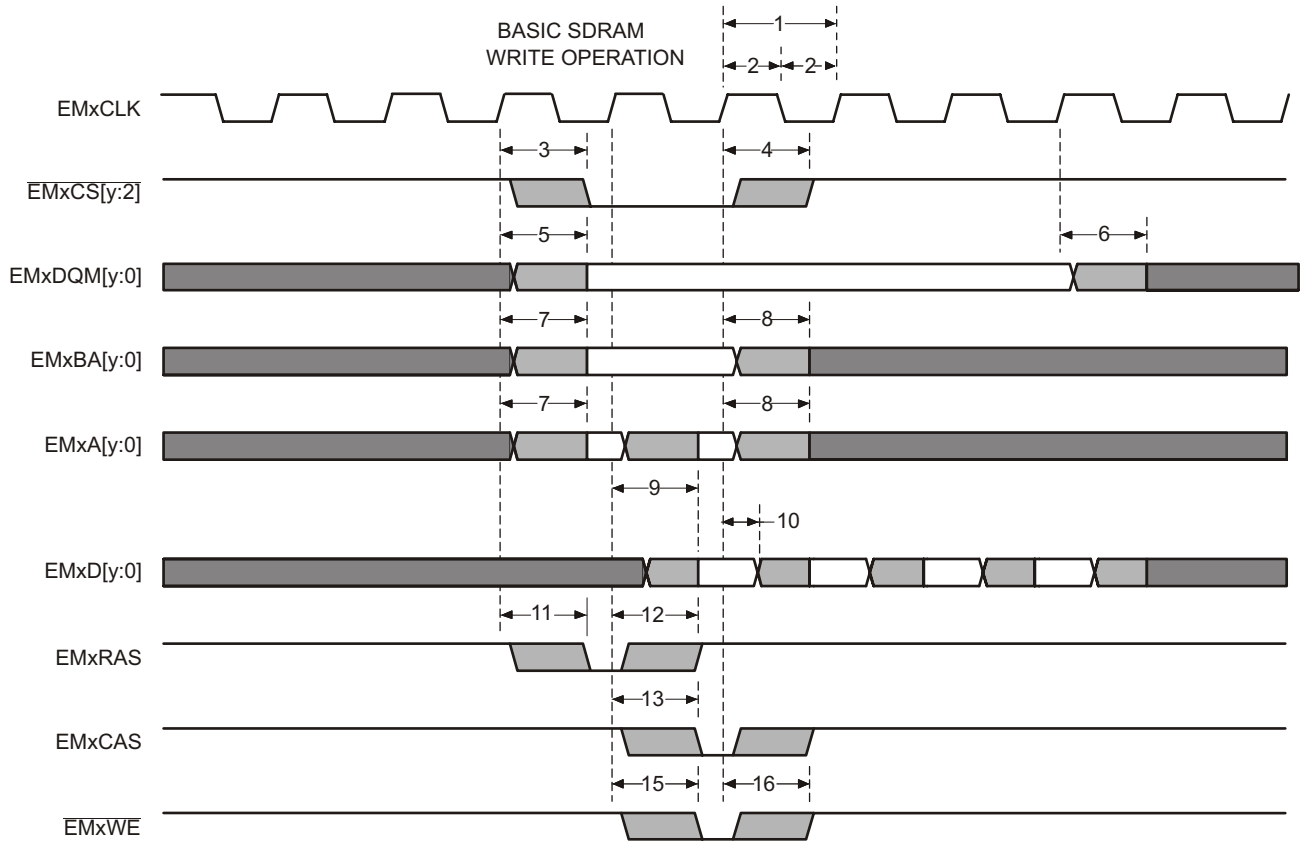 BASIC SDRAM
WRITE OPERATION
1
2 2
EMxCLK
3 4
EMxCS[y:2]
5 6
EMxDQM[y:0]
7 8
EMxBA[y:0]
7 8
EMxA[y:0]
9
10
EMxD[y:0]
11 12
EMxRAS
13
EMxCAS
15 16
EMxWE